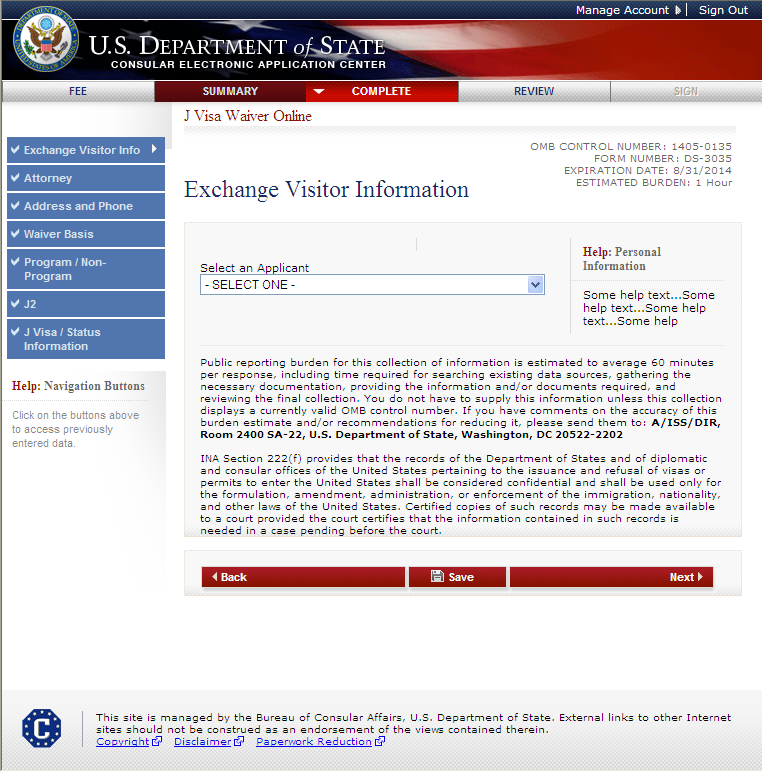 Manage Account
Sign Out
U.S. DEPARTMENT of STATE
CONSULAR ELECTRONIC APPLICATION CENTER
FEE
SUMMARY
COMPLETE
REVIEW
SIGN
J Visa Waiver Online
Exchange Visitor Info
Attorney
Address and Phone
Waiver Basis
Program / Non-
Program
J2
J Visa / Status
Information
Help: Navigation Buttons
Click on the buttons above
to access previously
entered data.
OMB CONTROL NUMBER: 1405-0135
FORM NUMBER: DS-3035
EXPIRATION DATE: 8/31/2014
ESTIMATED BURDEN: 1 Hour
Exchange Visitor Information
Select an Applicant
- SELECT ONE -
Help: Personal
Information
Some help text...Some
help text...Some help
text...Some help
Public reporting burden for this collection of information is estimated to average 60 minutes
per response, including time required for searching existing data sources, gathering the
necessary documentation, providing the information and/or documents required, and
reviewing the final collection. You do not have to supply this information unless this collection
displays a currently valid OMB control number. If you have comments on the accuracy of this
burden estimate and/or recommendations for reducing it, please send them to: A/ISS/DIR,
Room 2400 SA-22, U.S. Department of State, Washington, DC 20522-2202
INA Section 222(f) provides that the records of the Department of State and of diplomatic
and consular offices of the United States pertaining to the issuance and refusal of visas or
permits to enter the United States shall be considered confidential and shall be used only for
the formulation, amendment, administration, or enforcement of the immigration, nationality,
and other laws of the United States. Certified copies of such records may be made available
to a court provided the court certifies that the information contained in such records is
needed in a case pending before the court.
Back
Save
Next
This site is managed by the Bureau of Consular Affairs, U.S. Department of State. External links to other Internet
sites should not be construed as an endorsement of the views contained therein.
Copyright
Disclaimer
Paperwork Reduction